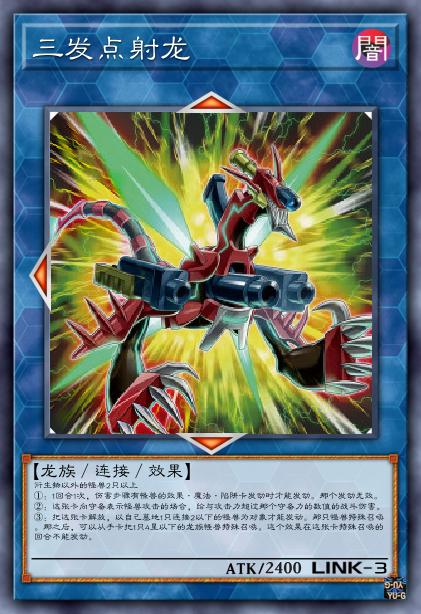 三发点射龙
闇
【龙族／连接／效果】
衍生物以外的怪兽2只以上
①：1回合1次，伤害步骤有怪兽的效果·魔法·陷阱卡发动时才能发动。那个发动无效。
②：这张卡向守备表示怪兽攻击的场合，给与攻击力超过那个守备力的数值的战斗伤害。
③：把这张卡解放，以自己墓地1只连接2以下的怪兽为对象才能发动。那只怪兽特殊召唤。
那之后，可以从手卡把1只4星以下的龙族怪兽特殊召唤。这个效果在这张卡特殊召唤的
回合不能发动。
ATK/2400 LINK-3